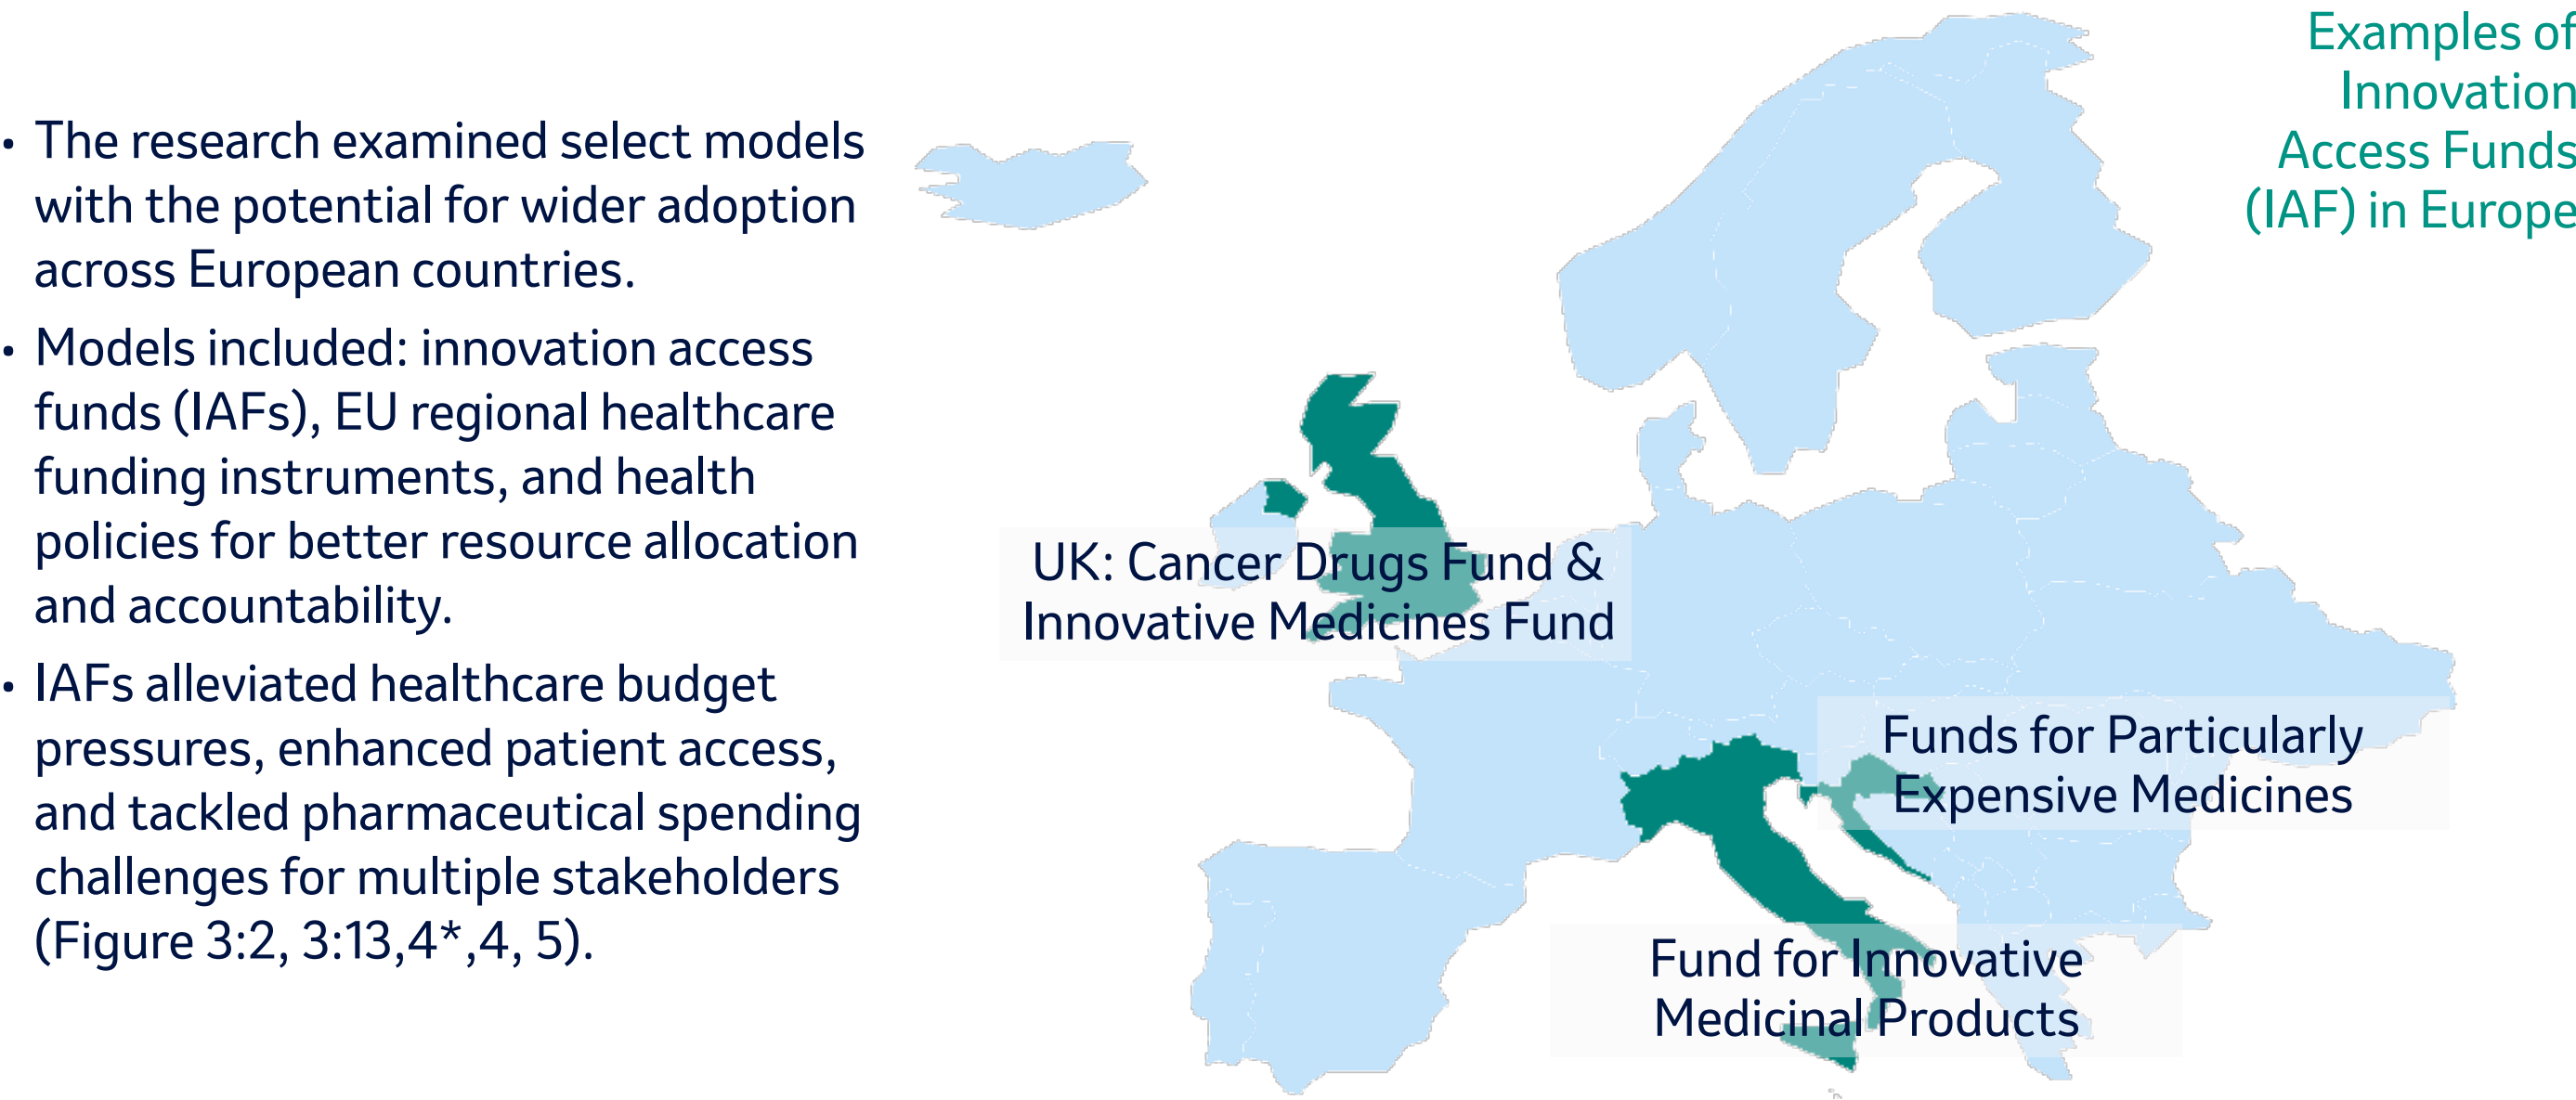 • The research examined select models
with the potential for wider adoption
across European countries.
• Models included: innovation access
funds (IAFs), EU regional healthcare
funding instruments, and health
policies for better resource allocation
and accountability.
• IAFs alleviated healthcare budget
pressures, enhanced patient access,
and tackled pharmaceutical spending
challenges for multiple stakeholders
(Figure 3:2, 3:13,4*,4, 5).
Examples of
Innovation
Access Funds
(IAF) in Europe
UK: Cancer Drugs Fund &
Innovative Medicines Fund
Funds for Particularly
Expensive Medicines
Fund for Innovative
Medicinal Products